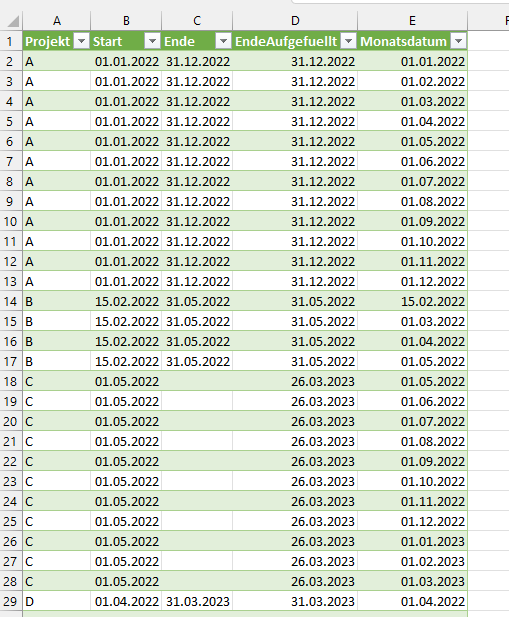 A B C D E F
1 Projekt Start Ende EndeAufgefuellt Monatsdatum
2 A 01.01.2022 31.12.2022 31.12.2022 01.01.2022
3 A 01.01.2022 31.12.2022 31.12.2022 01.02.2022
4 A 01.01.2022 31.12.2022 31.12.2022 01.03.2022
5 A 01.01.2022 31.12.2022 31.12.2022 01.04.2022
6 A 01.01.2022 31.12.2022 31.12.2022 01.05.2022
7 A 01.01.2022 31.12.2022 31.12.2022 01.06.2022
8 A 01.01.2022 31.12.2022 31.12.2022 01.07.2022
9 A 01.01.2022 31.12.2022 31.12.2022 01.08.2022
10 A 01.01.2022 31.12.2022 31.12.2022 01.09.2022
11 A 01.01.2022 31.12.2022 31.12.2022 01.10.2022
12 A 01.01.2022 31.12.2022 31.12.2022 01.11.2022
13 A 01.01.2022 31.12.2022 31.12.2022 01.12.2022
14 B 15.02.2022 31.05.2022 31.05.2022 15.02.2022
15 B 15.02.2022 31.05.2022 31.05.2022 01.03.2022
16 B 15.02.2022 31.05.2022 31.05.2022 01.04.2022
17 B 15.02.2022 31.05.2022 31.05.2022 01.05.2022
18 C 01.05.2022 26.03.2023 01.05.2022
19 C 01.05.2022 26.03.2023 01.06.2022
20 C 01.05.2022 26.03.2023 01.07.2022
21 C 01.05.2022 26.03.2023 01.08.2022
22 C 01.05.2022 26.03.2023 01.09.2022
23 C 01.05.2022 26.03.2023 01.10.2022
24 C 01.05.2022 26.03.2023 01.11.2022
25 C 01.05.2022 26.03.2023 01.12.2022
26 C 01.05.2022 26.03.2023 01.01.2023
27 C 01.05.2022 26.03.2023 01.02.2023
28 C 01.05.2022 26.03.2023 01.03.2023
29 D 01.04.2022 31.03.2023 31.03.2023 01.04.2022